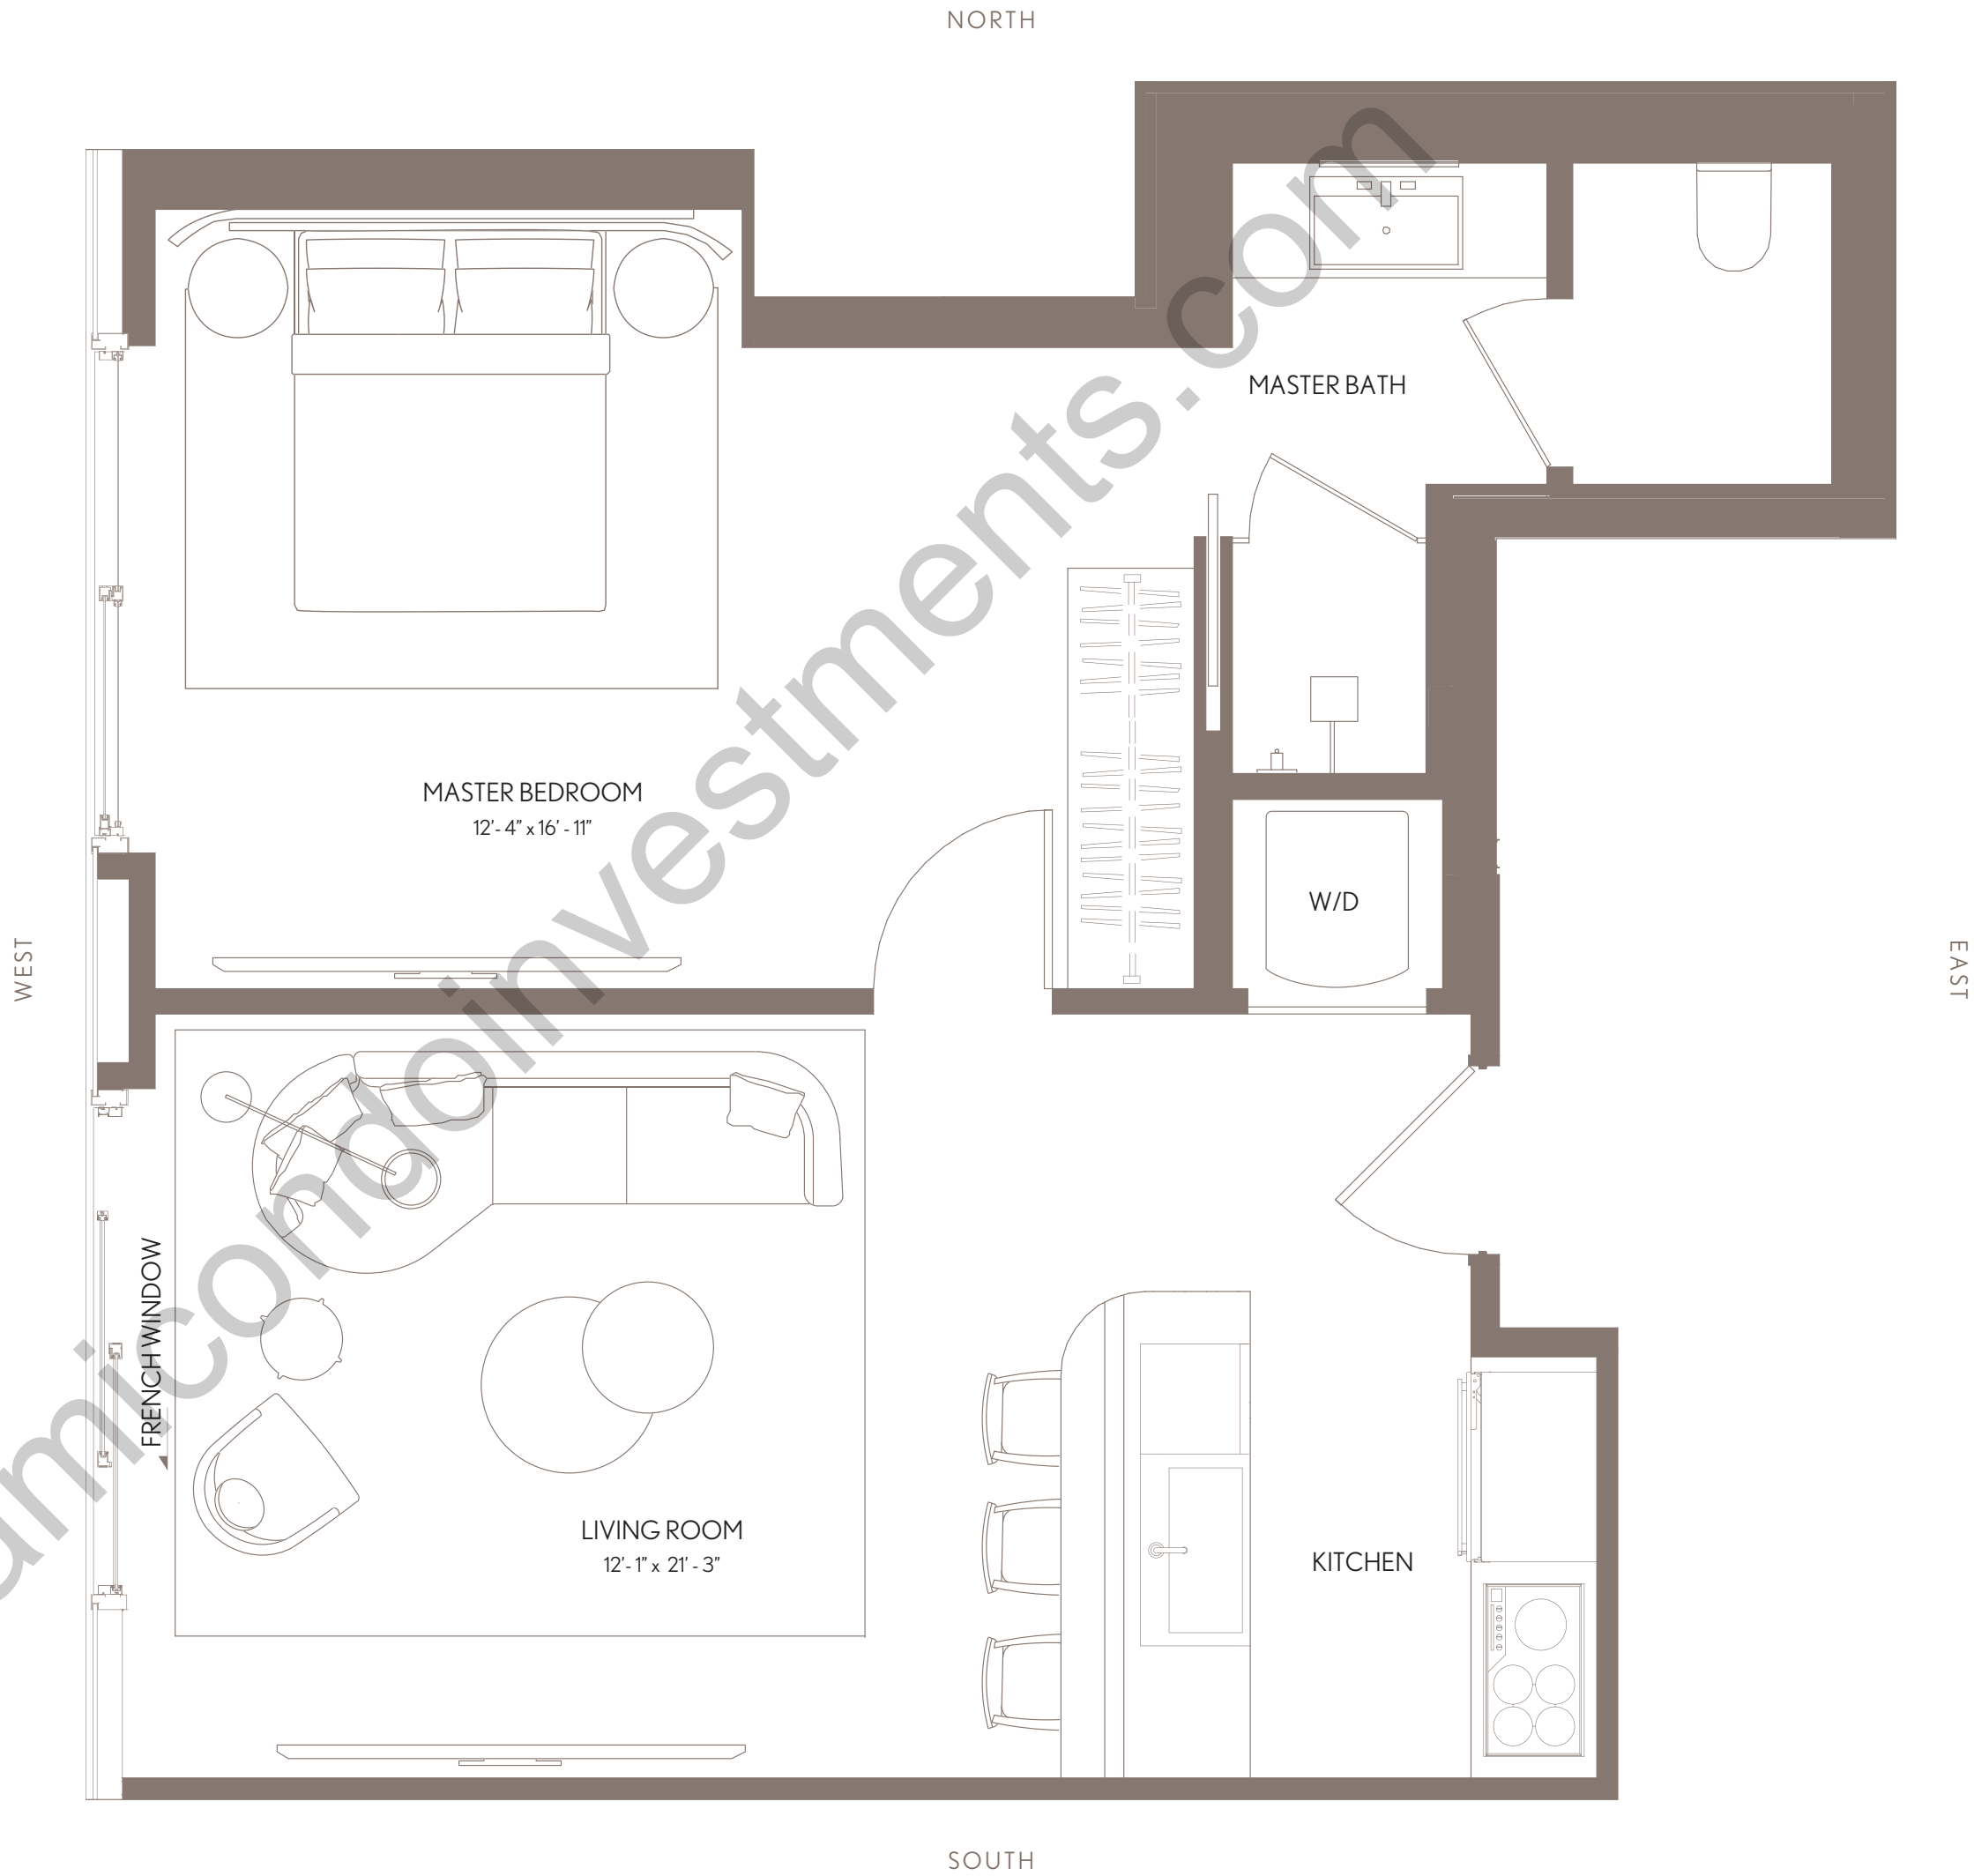 NORTH
MASTER BATH
MASTER BEDROOM
12’- 4” x 16’ - 11”
W/D
WEST
EAST
FRENCH WINDOW
LIVING ROOM
12’- 1” x 21’ - 3”
KITCHEN
SOUTH
amicondoinvestments.com